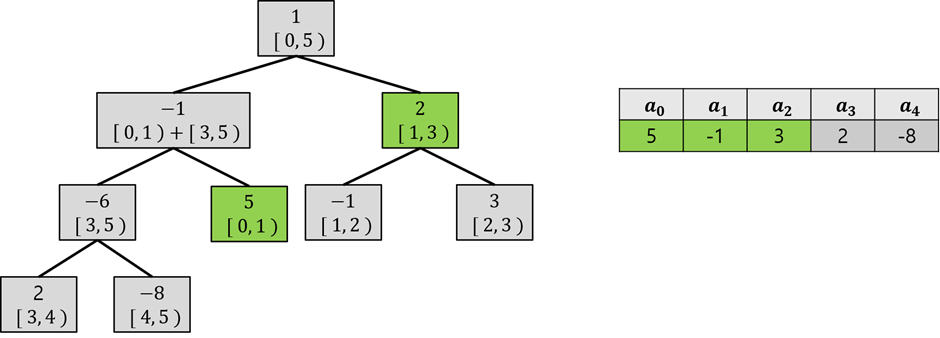 1
[ 0, 5 )
−1
[ 0, 1 ) + [ 3, 5 )
2
[ 1, 3 )
−6
[ 3, 5 )
5
[ 0, 1 )
−1
[ 1, 2 )
3
[ 2, 3 )
2
[ 3, 4 )
−8
[ 4, 5 )
a₀ a₁ a₂ a₃ a₄
5 -1 3 2 -8